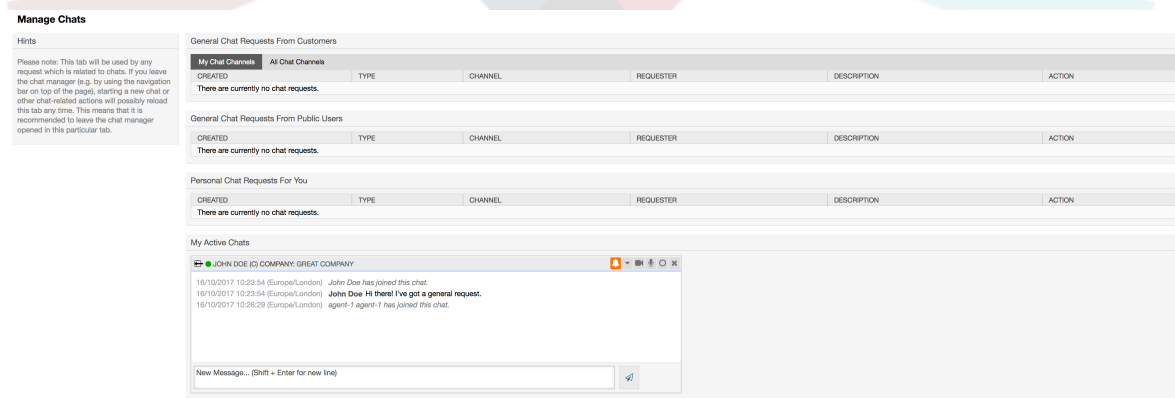 Manage Chats
Hints
Please note: This tab will be used by any
request which is related to chats. If you leave
the chat manager (e.g. by using the navigation
bar on top of the page), starting a new chat or
other chat-related actions will possibly reload
this tab any time. This means that it is
recommended to leave the chat manager
opened in this particular tab.
General Chat Requests From Customers
My Chat Channels All Chat Channels
CREATED TYPE CHANNEL REQUESTER DESCRIPTION ACTION
There are currently no chat requests.
General Chat Requests From Public Users
CREATED TYPE CHANNEL REQUESTER DESCRIPTION ACTION
There are currently no chat requests.
Personal Chat Requests For You
CREATED TYPE CHANNEL REQUESTER DESCRIPTION ACTION
There are currently no chat requests.
My Active Chats
JOHN DOE (C) COMPANY: GREAT COMPANY
16/10/2017 10:23:54 (Europe/London) John Doe has joined this chat.
16/10/2017 10:23:54 (Europe/London) John Doe Hi there! I've got a general request.
16/10/2017 10:26:29 (Europe/London) agent-1 agent-1 has joined this chat.
New Message... (Shift + Enter for new line)